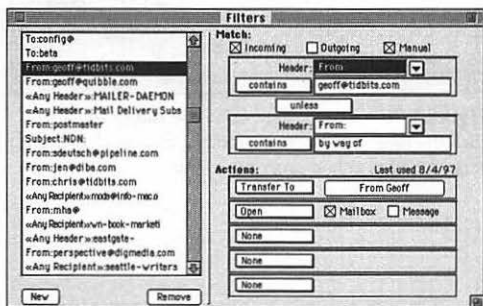 Filters
To:config@
To:beta
From:geoff@tidbits.com
From:geoff@quibble.com
«Any Header»:MAILER-DAEMON
«Any Header»:Mail Delivery Subs
From:postmaster
Subject:NDN:
From:sdeutsch@pipeline.com
From:jen@dibe.com
From:chris@tidbits.com
«Any Recipient»:mods@info-mac.o
From:mha@
«Any Recipient»:wn-book-marketi
«Any Header»:eastgate-
From:perspective@digmedia.com
«Any Recipient»:seattle-writers
New
Remove
Match:
Incoming
Outgoing
Manual
Header: From:
contains
geoff@tidbits.com
unless
Header: From:
contains
by way of
Actions:
Last used 8/4/97
Transfer To
From Geoff
Open
Mailbox
Message
None
None
None